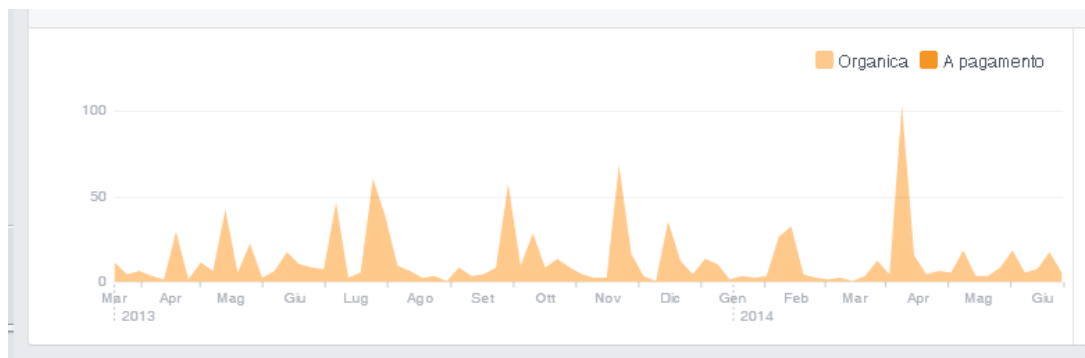 Organica A pagamento
100
50
0
Mar Apr Mag Giu Lug Ago Set Ott Nov Dic Gen Feb Mar Apr Mag Giu
2013 2014